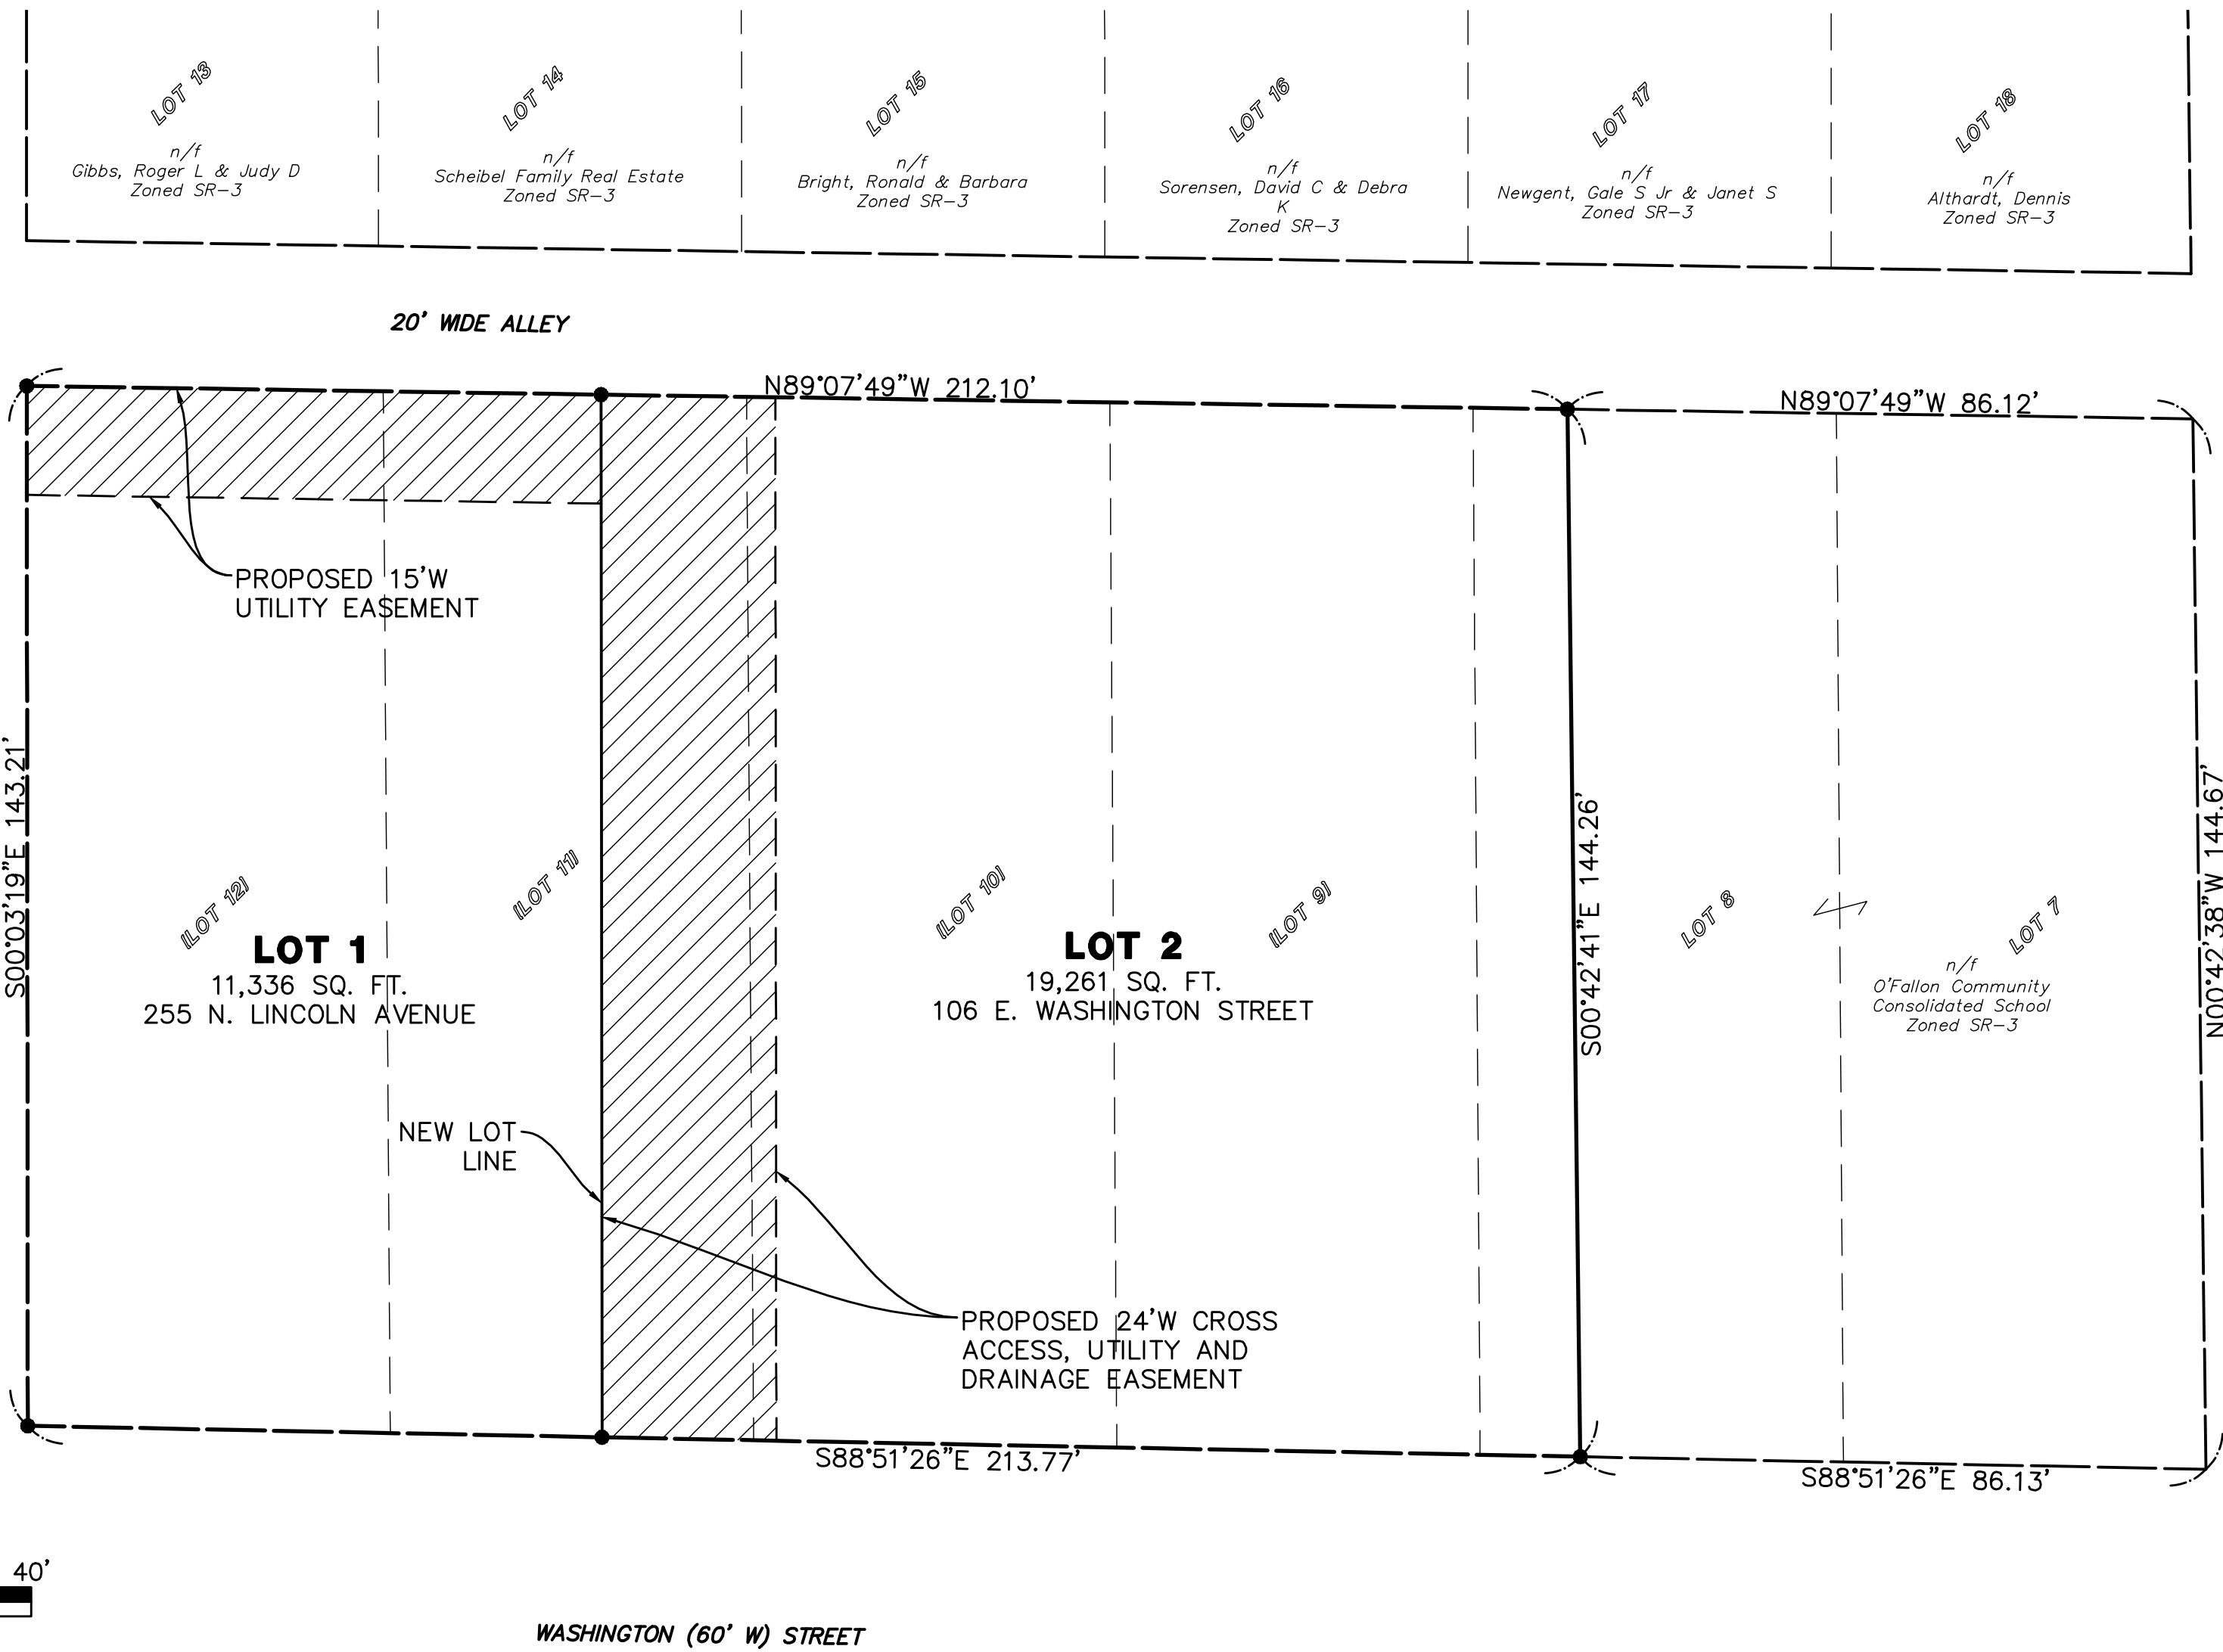 LOT 13
n/f
Gibbs, Roger L & Judy D
Zoned SR-3
LOT 14
n/f
Scheibel Family Real Estate
Zoned SR-3
LOT 15
n/f
Bright, Ronald & Barbara
Zoned SR-3
LOT 16
n/f
Sorensen, David C & Debra
K
Zoned SR-3
LOT 17
n/f
Newgent, Gale S Jr & Janet S
Zoned SR-3
LOT 18
n/f
Althardt, Dennis
Zoned SR-3
20' WIDE ALLEY
N89°07'49"W 212.10'
N89°07'49"W 86.12'
PROPOSED 15'W
UTILITY EASEMENT
S00°03'19"E 143.21'
(LOT 12)
(LOT 11)
LOT 1
11,336 SQ. FT.
255 N. LINCOLN AVENUE
NEW LOT
LINE
(LOT 10)
(LOT 9)
LOT 2
19,261 SQ. FT.
106 E. WASHINGTON STREET
S00°42'41"E 144.26'
LOT 8
LOT 7
n/f
O'Fallon Community
Consolidated School
Zoned SR-3
N00°42'38"W 144.67'
PROPOSED 24'W CROSS
ACCESS, UTILITY AND
DRAINAGE EASEMENT
S88°51'26"E 213.77'
S88°51'26"E 86.13'
40'
WASHINGTON (60' W) STREET